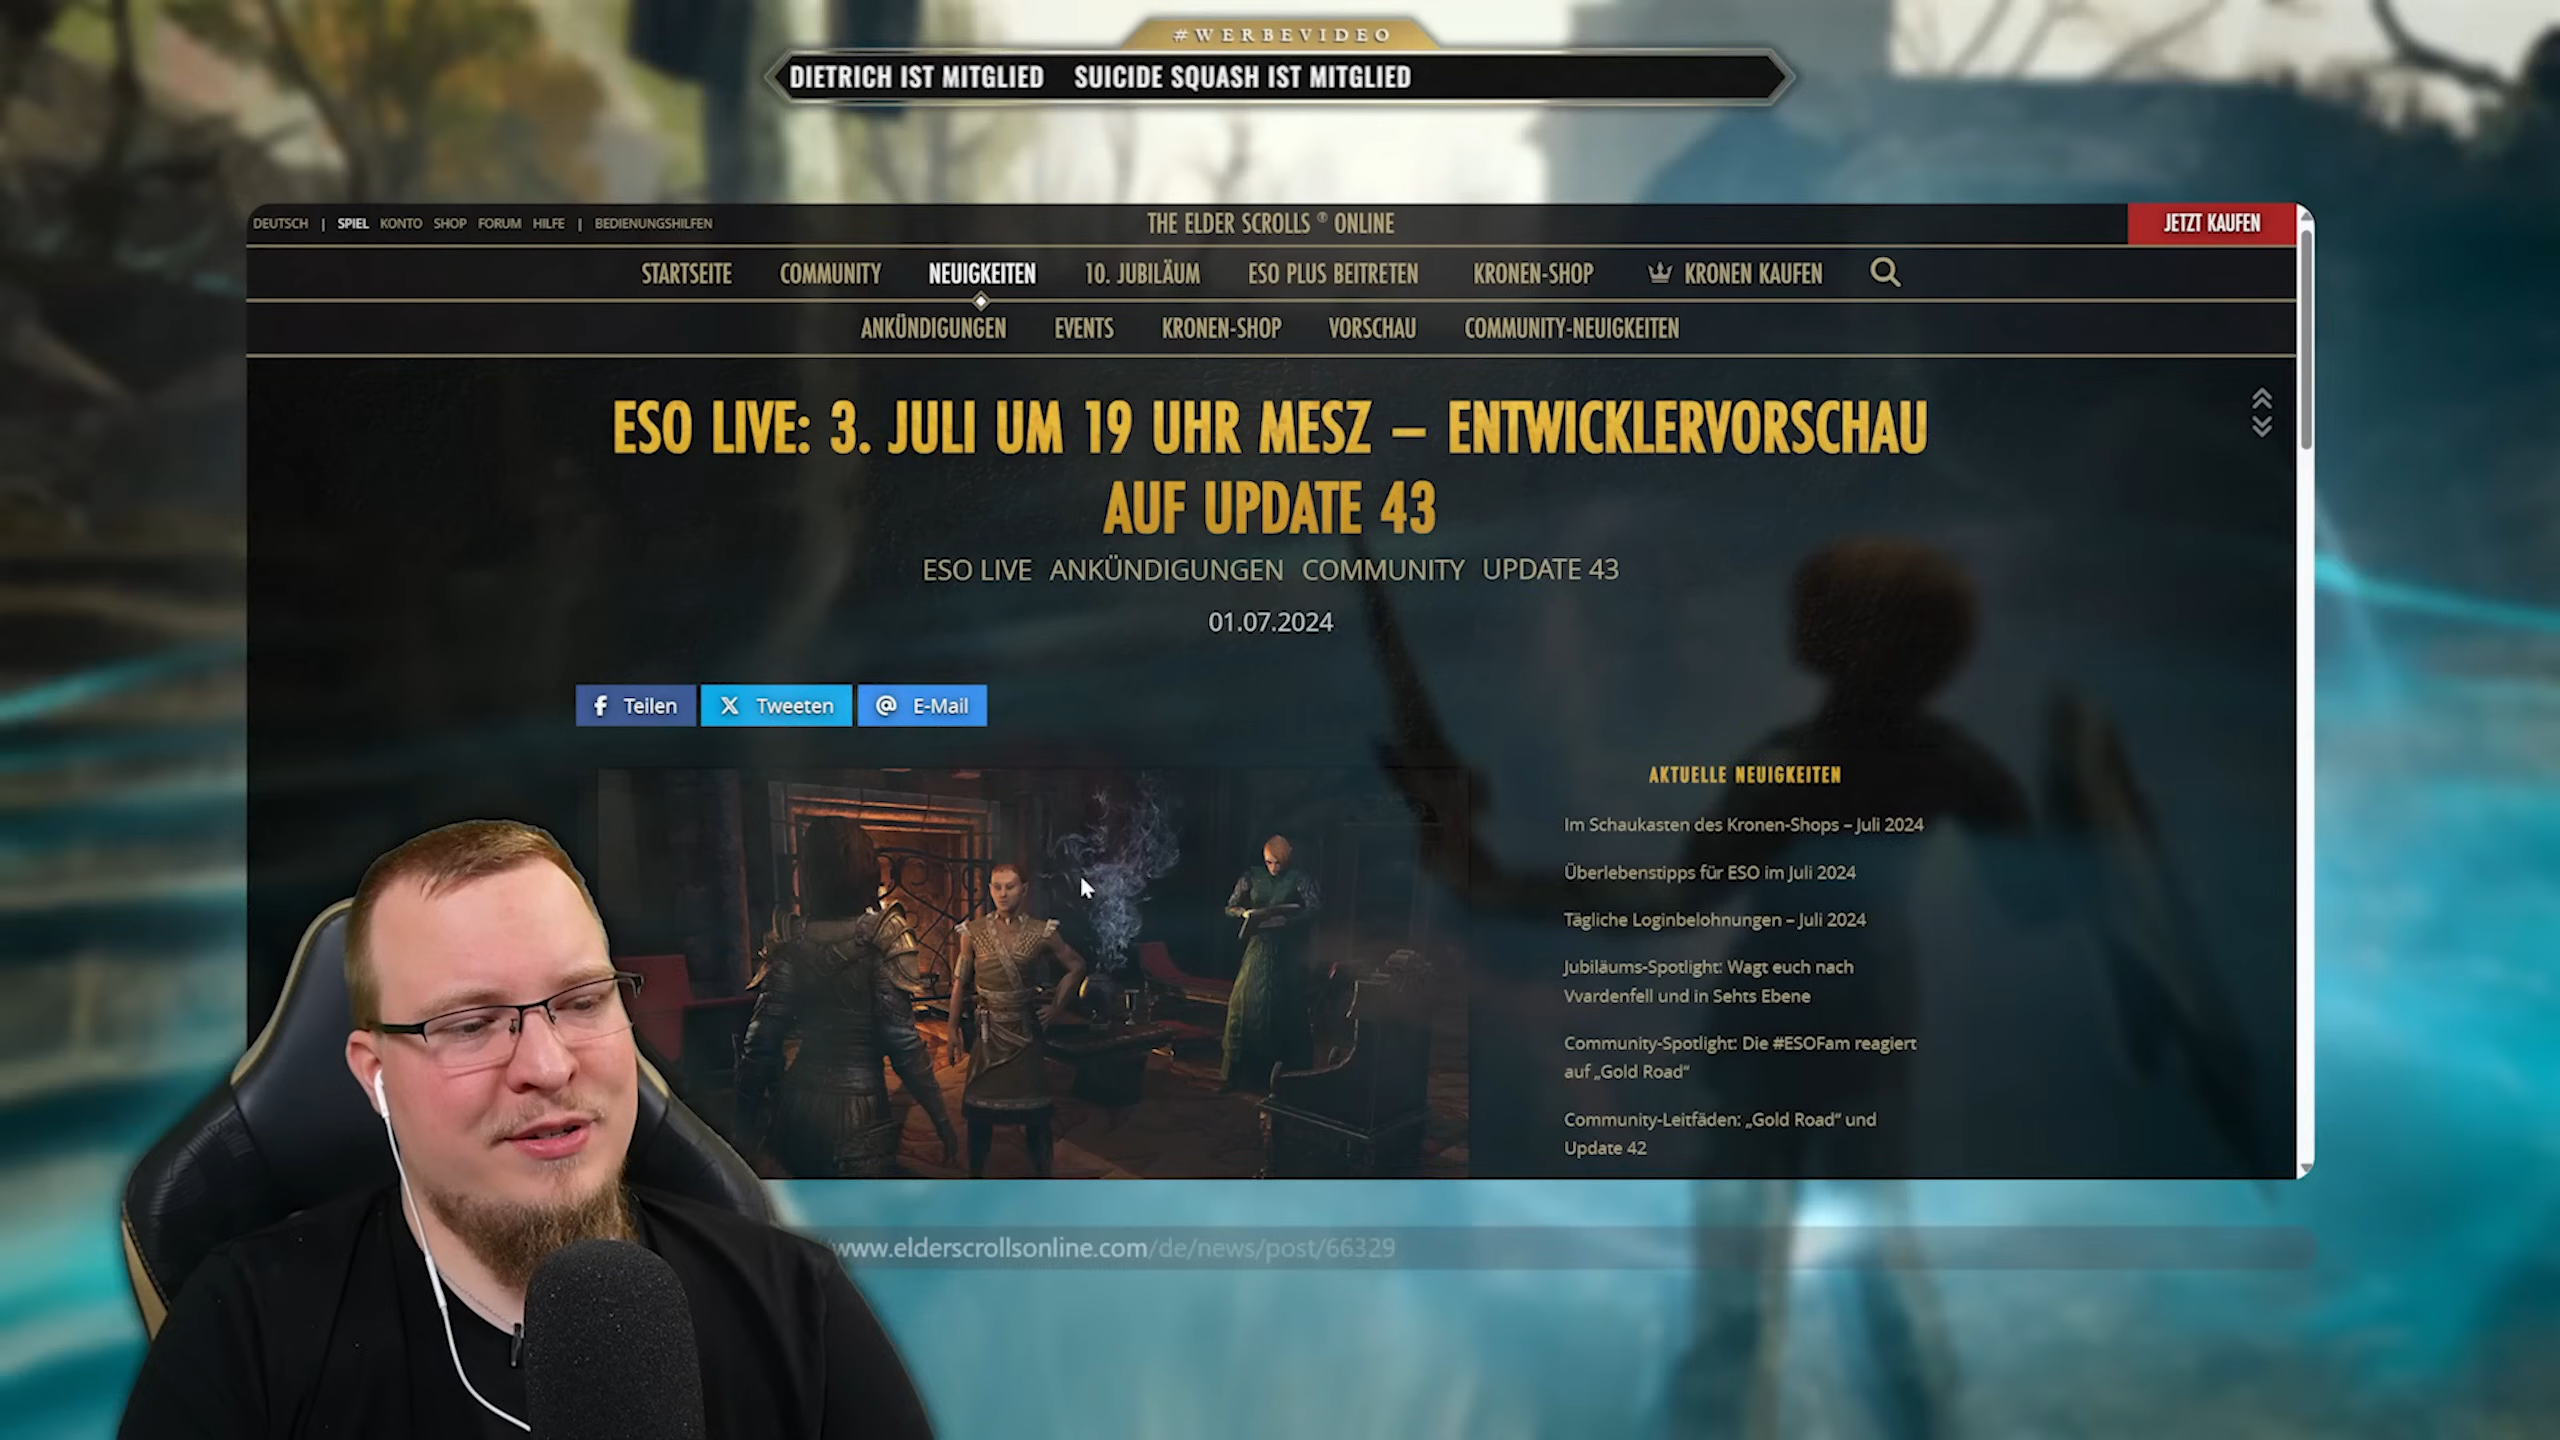 #WERBEVIDEO
DIETRICH IST MITGLIED SUICIDE SQUASH IST MITGLIED
DEUTSCH | SPIEL KONTO SHOP FORUM HILFE | BEDIENUNGSHILFEN
THE ELDER SCROLLS ® ONLINE
JETZT KAUFEN
STARTSEITE COMMUNITY NEUIGKEITEN 10. JUBILÄUM ESO PLUS BEITRETEN KRONEN-SHOP KRONEN KAUFEN
ANKÜNDIGUNGEN EVENTS KRONEN-SHOP VORSCHAU COMMUNITY-NEUIGKEITEN
ESO LIVE: 3. JULI UM 19 UHR MESZ – ENTWICKLERVORSCHAU
AUF UPDATE 43
ESO LIVE ANKÜNDIGUNGEN COMMUNITY UPDATE 43
01.07.2024
Teilen
Tweeten
E-Mail
AKTUELLE NEUIGKEITEN
Im Schaukasten des Kronen-Shops – Juli 2024
Überlebenstipps für ESO im Juli 2024
Tägliche Loginbelohnungen – Juli 2024
Jubiläums-Spotlight: Wagt euch nach
Vvardenfell und in Sehts Ebene
Community-Spotlight: Die #ESOFam reagiert
auf „Gold Road“
Community-Leitfäden: „Gold Road“ und
Update 42
/www.elderscrollsonline.com/de/news/post/66329